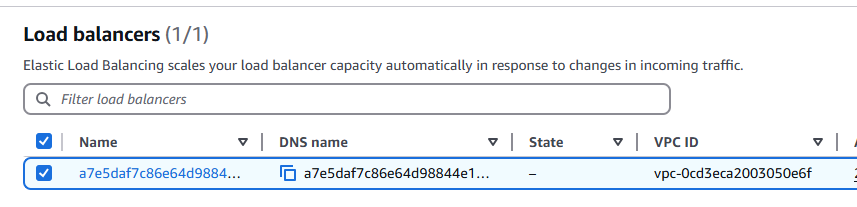 Load balancers (1/1)
Elastic Load Balancing scales your load balancer capacity automatically in response to changes in incoming traffic.
Filter load balancers
Name DNS name State VPC ID
a7e5daf7c86e64d9884... a7e5daf7c86e64d98844e1... – vpc-0cd3eca2003050e6f